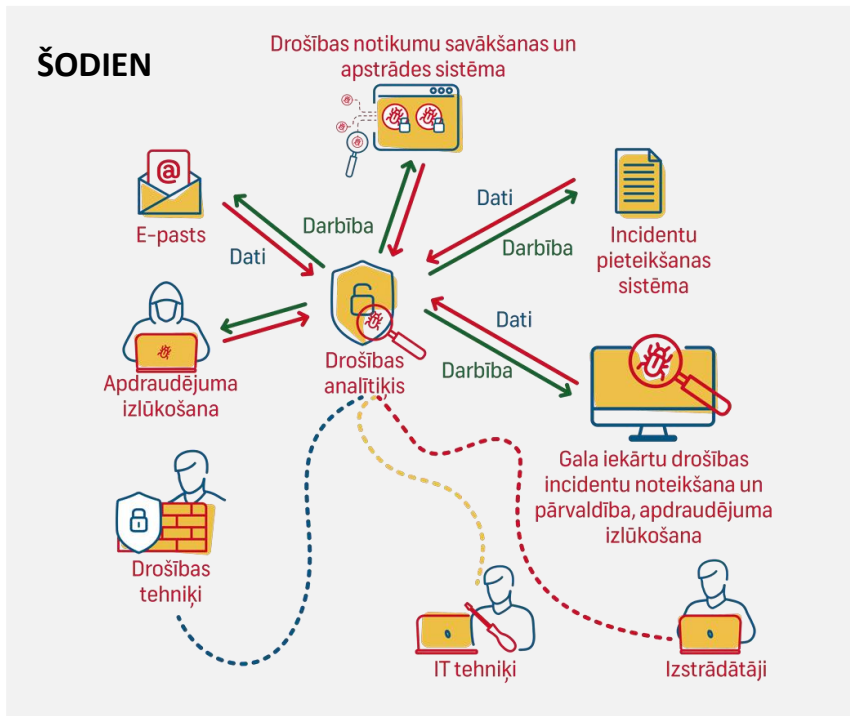 ŠODIEN
Drošības notikumu savākšanas un
apstrādes sistēma
E-pasts
Dati
Darbība
Dati
Darbība
Incidentu
pieteikšanas
sistēma
Apdraudējuma
izlūkošana
Drošības
analītiķis
Dati
Darbība
Gala iekārtu drošības
incidentu noteikšana un
pārvaldība, apdraudējuma
izlūkošana
Drošības
tehniķi
IT tehniķi
Izstrādātāji